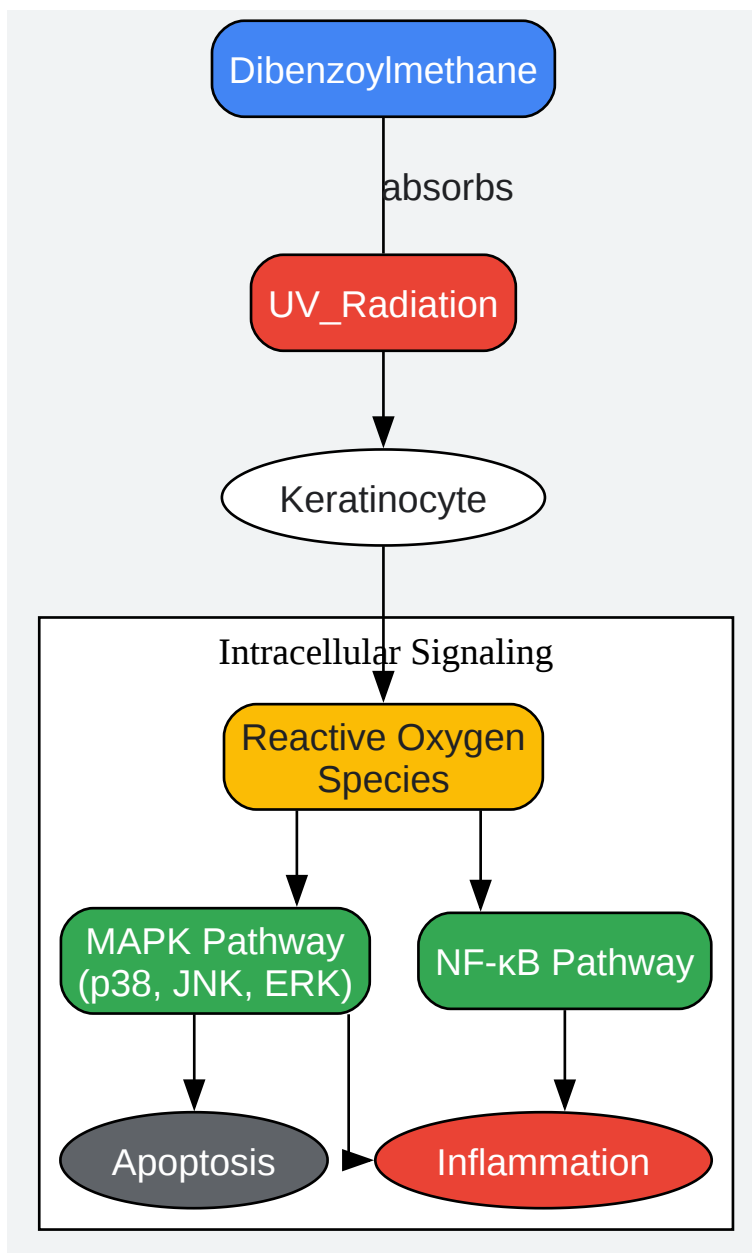 Dibenzoylmethane
absorbs
UV_Radiation
Keratinocyte
Intracellular Signaling
Reactive Oxygen
Species
MAPK Pathway
(p38, JNK, ERK)
NF-κB Pathway
Apoptosis
Inflammation